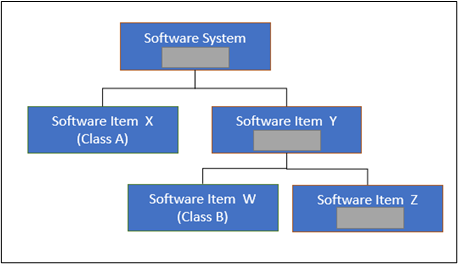 Software System
Software Item X
(Class A)
Software Item Y
Software Item W
(Class B)
Software Item Z